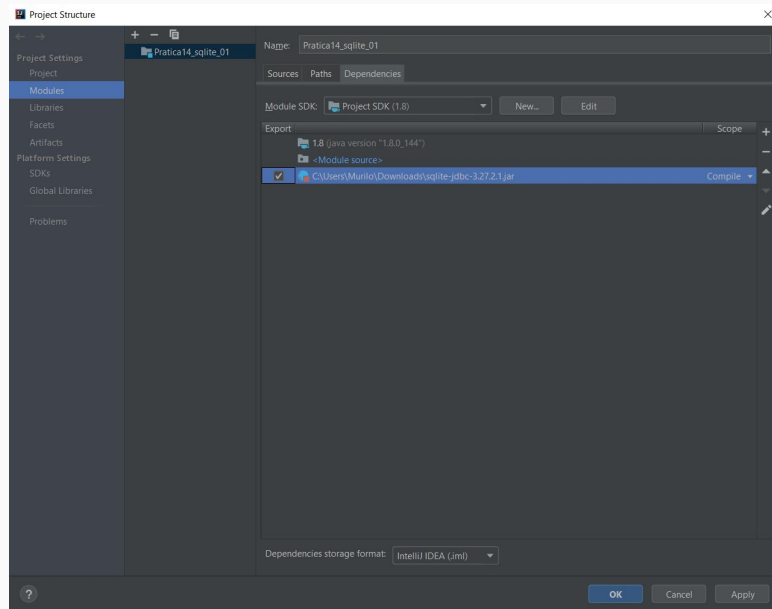 Project Structure
Project Settings
Project
Modules
Libraries
Facets
Artifacts
Platform Settings
SDKs
Global Libraries
Problems
Pratica14_sqlite_01
Name: Pratica14_sqlite_01
Sources Paths Dependencies
Module SDK: Project SDK (1.8) New... Edit
Export Scope
1.8 (java version "1.8.0_144")
<Module source>
C:\Users\Murilo\Downloads\sqlite-jdbc-3.27.2.1.jar Compile
Dependencies storage format: IntelliJ IDEA (.iml)
? OK Cancel Apply